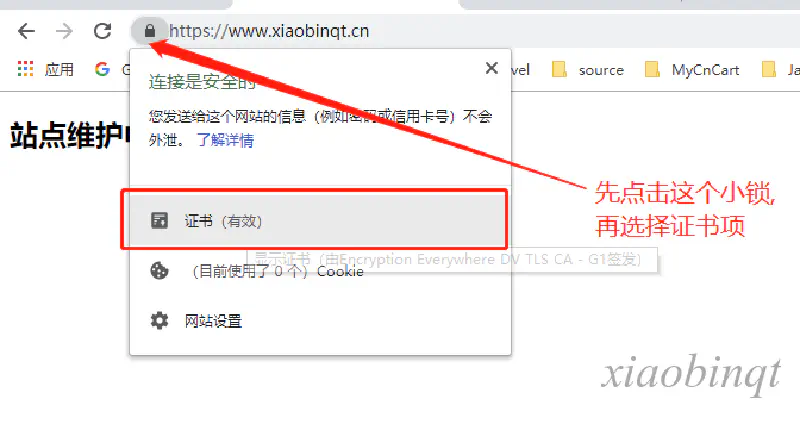 https://www.xiaobinqt.cn
应用
G
vel
source
MyCnCart
Ja
连接是安全的
您发送给这个网站的信息（例如密码或信用卡号）不会
外泄。 了解详情
站点维护
先点击这个小锁,
再选择证书项
证书（有效）
显示证书（由Encryption Everywhere DV TLS CA - G1签发）
（目前使用了 0 个）Cookie
网站设置
xiaobinqt